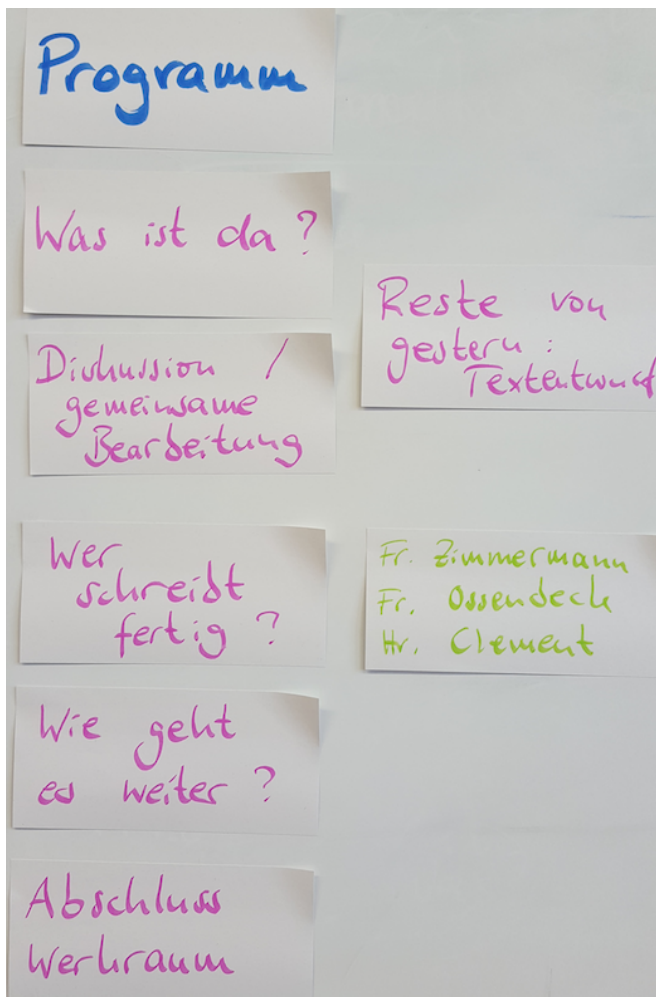 Programm
Was ist da?
Diskussion /
gemeinsame
Bearbeitung
Reste von
gestern:
Textentwurf
Wer
schreibt
fertig?
Fr. Zimmermann
Fr. Ossenbeck
Hr. Clement
Wie geht
es weiter?
Abschluss
Werkraum